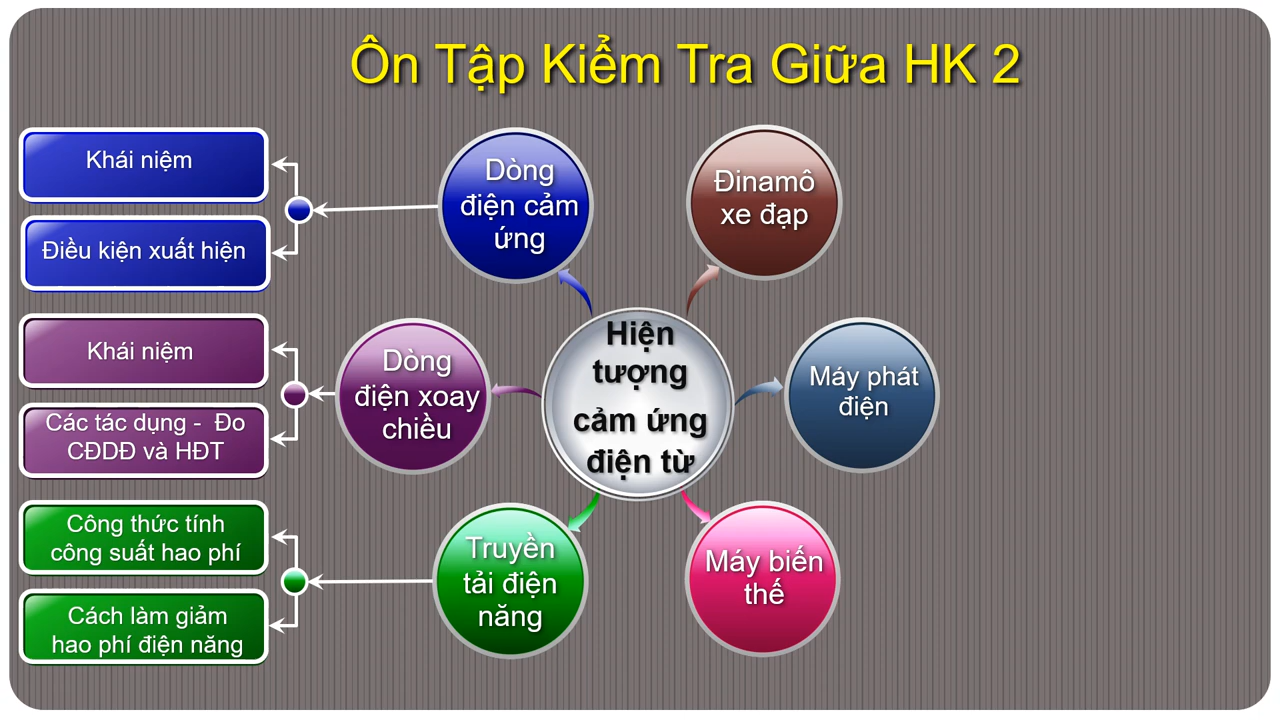 Ôn Tập Kiểm Tra Giữa HK 2
Khái niệm
Điều kiện xuất hiện
Dòng
điện cảm
ứng
Đinamô
xe đạp
Khái niệm
Các tác dụng - Đo
CĐDĐ và HĐT
Dòng
điện xoay
chiều
Hiện
tượng
cảm ứng
điện từ
Máy phát
điện
Công thức tính
công suất hao phí
Cách làm giảm
hao phí điện năng
Truyền
tải điện
năng
Máy biến
thế